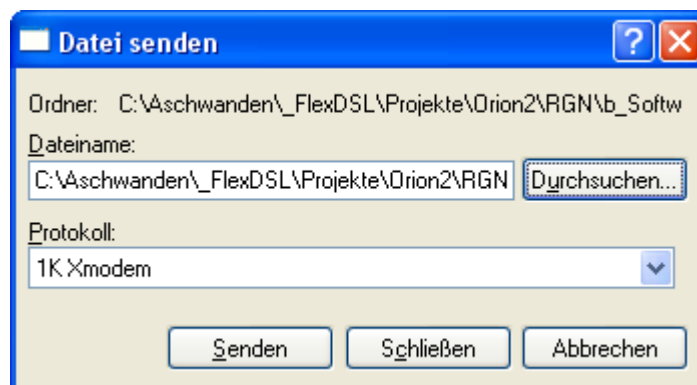 Datei senden
Ordner: C:\Aschwanden\_FlexDSL\Projekte\Orion2\RGN\b_Softw
Dateiname:
C:\Aschwanden\_FlexDSL\Projekte\Orion2\RGN
Durchsuchen...
Protokoll:
1K Xmodem
Senden Schließen Abbrechen